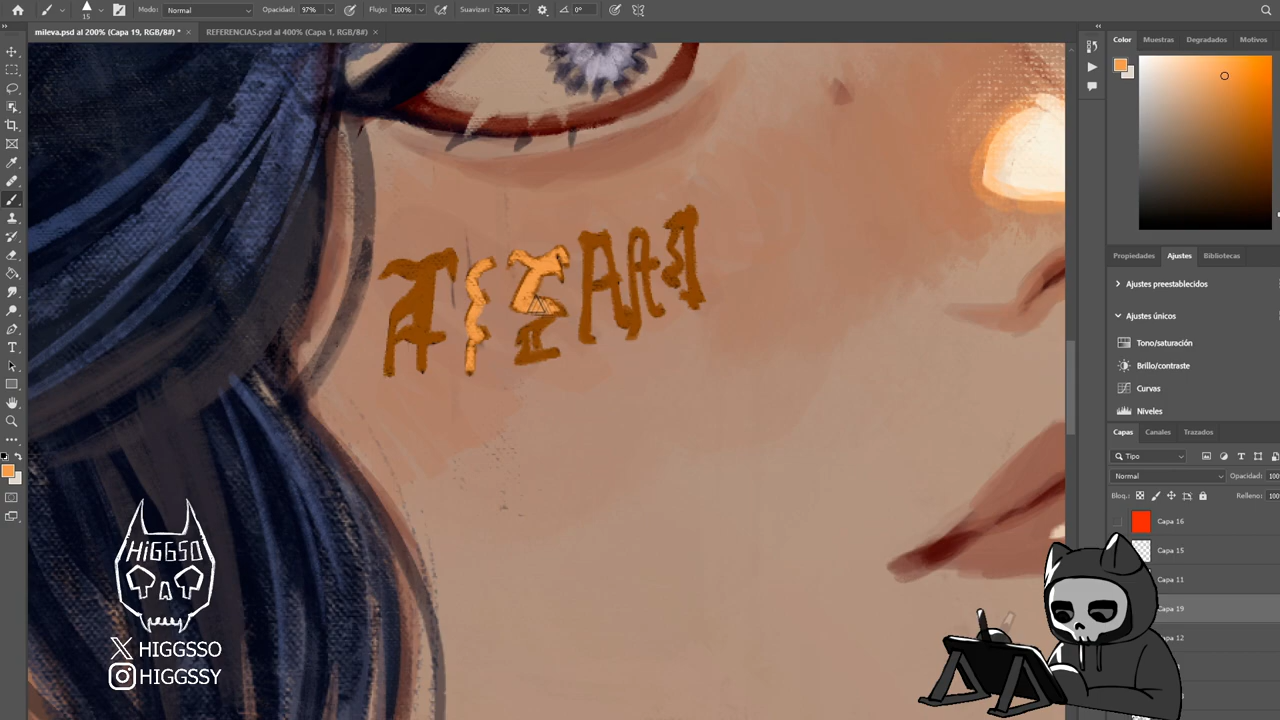 Modo: Normal Opacidad: 97% Flujo: 100% Suavizar: 32% 0°
15
mileva.psd al 200% (Capa 19, RGB/8#) * × REFERENCIAS.psd al 400% (Capa 1, RGB/8#) ×
Color Muestras Degradados Motivos
Propiedades Ajustes Bibliotecas
Ajustes preestablecidos
Ajustes únicos
Tono/saturación
Brillo/contraste
Curvas
Niveles
Capas Canales Trazados
Tipo
Normal Opacidad: 100
Bloq.: Relleno: 100
Capa 16
Capa 15
Capa 11
Capa 19
Capa 12
HiGGSO
X HIGGSSO
HIGGSSY